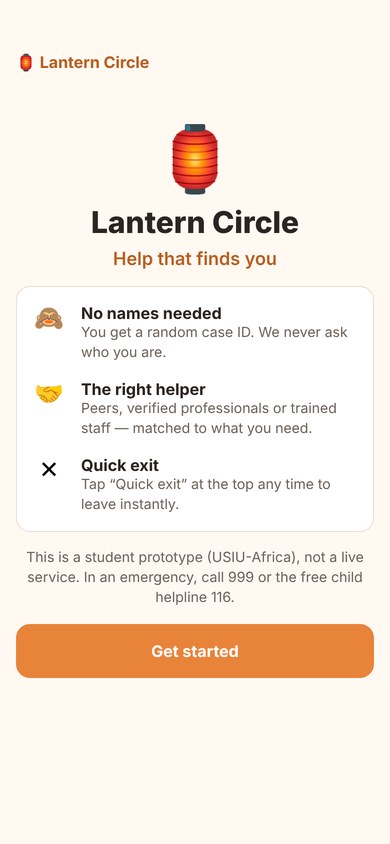 Lantern Circle
Lantern Circle
Help that finds you
No names needed
You get a random case ID. We never ask
who you are.
The right helper
Peers, verified professionals or trained
staff — matched to what you need.
Quick exit
Tap “Quick exit” at the top any time to
leave instantly.
This is a student prototype (USIU-Africa), not a live
service. In an emergency, call 999 or the free child
helpline 116.
Get started